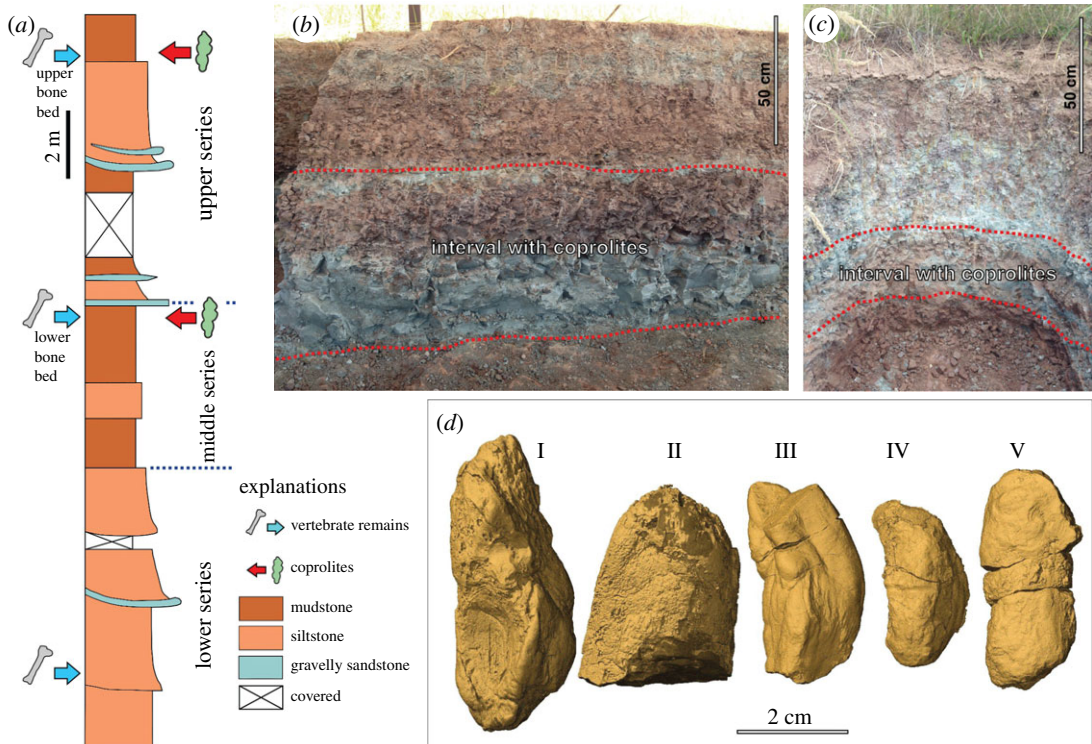 (a)
upper
bone
bed
2 m
upper series
lower
bone
bed
middle series
lower series
explanations
vertebrate remains
coprolites
mudstone
siltstone
gravelly sandstone
covered
(b)
50 cm
interval with coprolites
(c)
50 cm
interval with coprolites
(d)
I II III IV V
2 cm